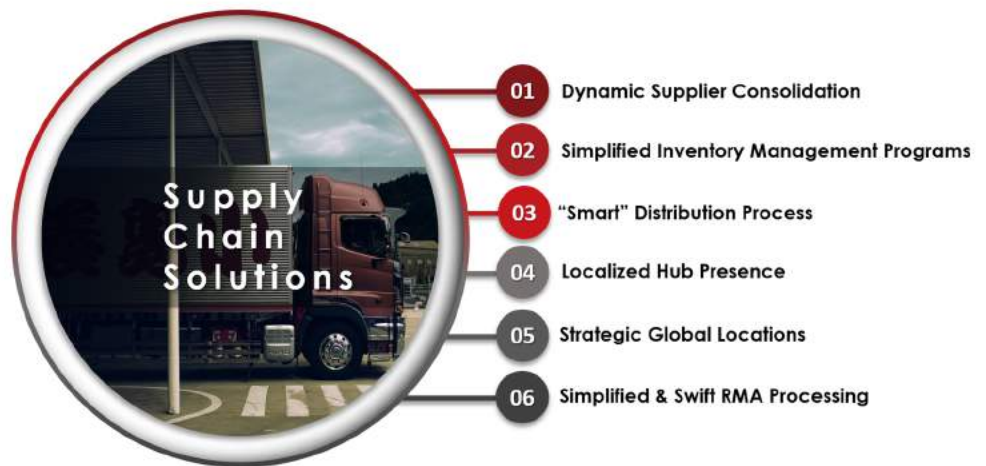 Supply
Chain
Solutions
01 Dynamic Supplier Consolidation
02 Simplified Inventory Management Programs
03 “Smart” Distribution Process
04 Localized Hub Presence
05 Strategic Global Locations
06 Simplified & Swift RMA Processing